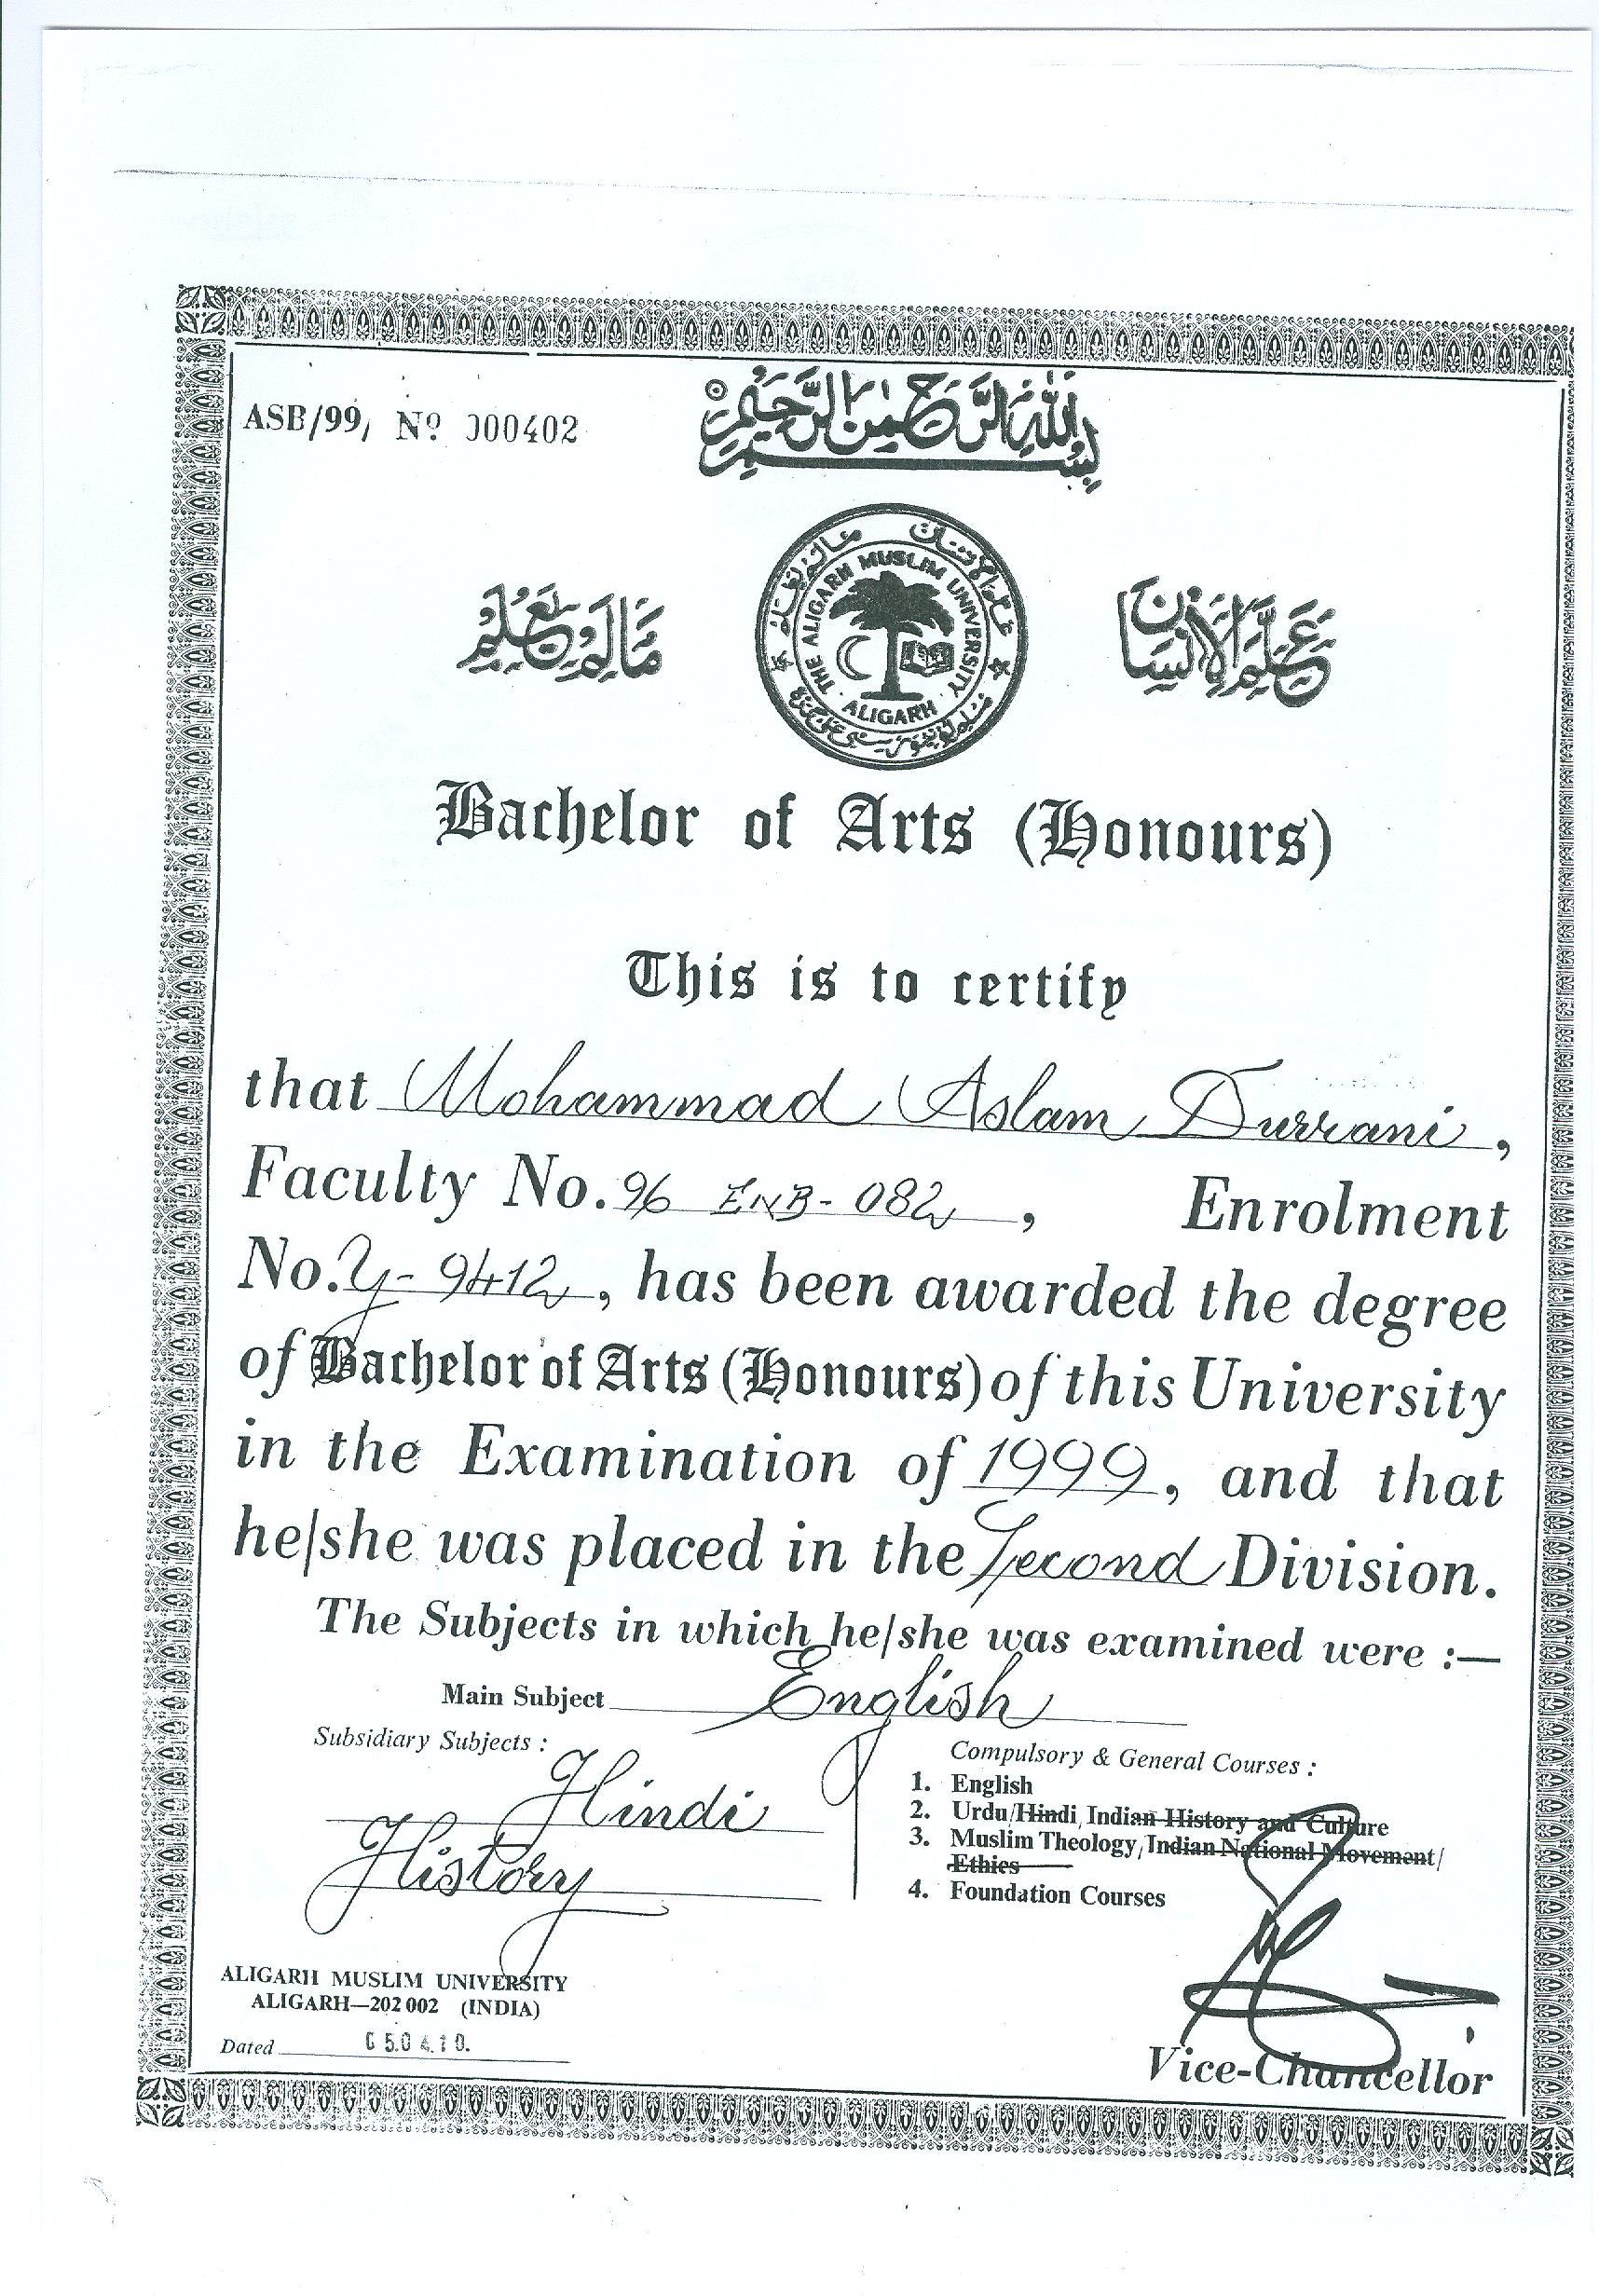 ASB/99, Nº 000402
بسم الله الرحمن الرحيم
علم الإنسان
مالم يعلم
علم الانسان مالم يعلم
THE ALIGARH MUSLIM UNIVERSITY
ALIGARH
Bachelor of Arts (Honours)
This is to certify
that Mohammad Aslam Durrani,
Faculty No. 96 ENB-082, Enrolment
No. Y-9412, has been awarded the degree
of Bachelor of Arts (Honours) of this University
in the Examination of 1999, and that
he/she was placed in the Second Division.
The Subjects in which he/she was examined were :—
Main Subject English
Subsidiary Subjects :
Hindi
History
Compulsory & General Courses :
1. English
2. Urdu/Hindi, Indian History and Culture
3. Muslim Theology, Indian National Movement/
Ethics
4. Foundation Courses
ALIGARH MUSLIM UNIVERSITY
ALIGARH—202 002 (INDIA)
Dated 050410.
Vice-Chancellor